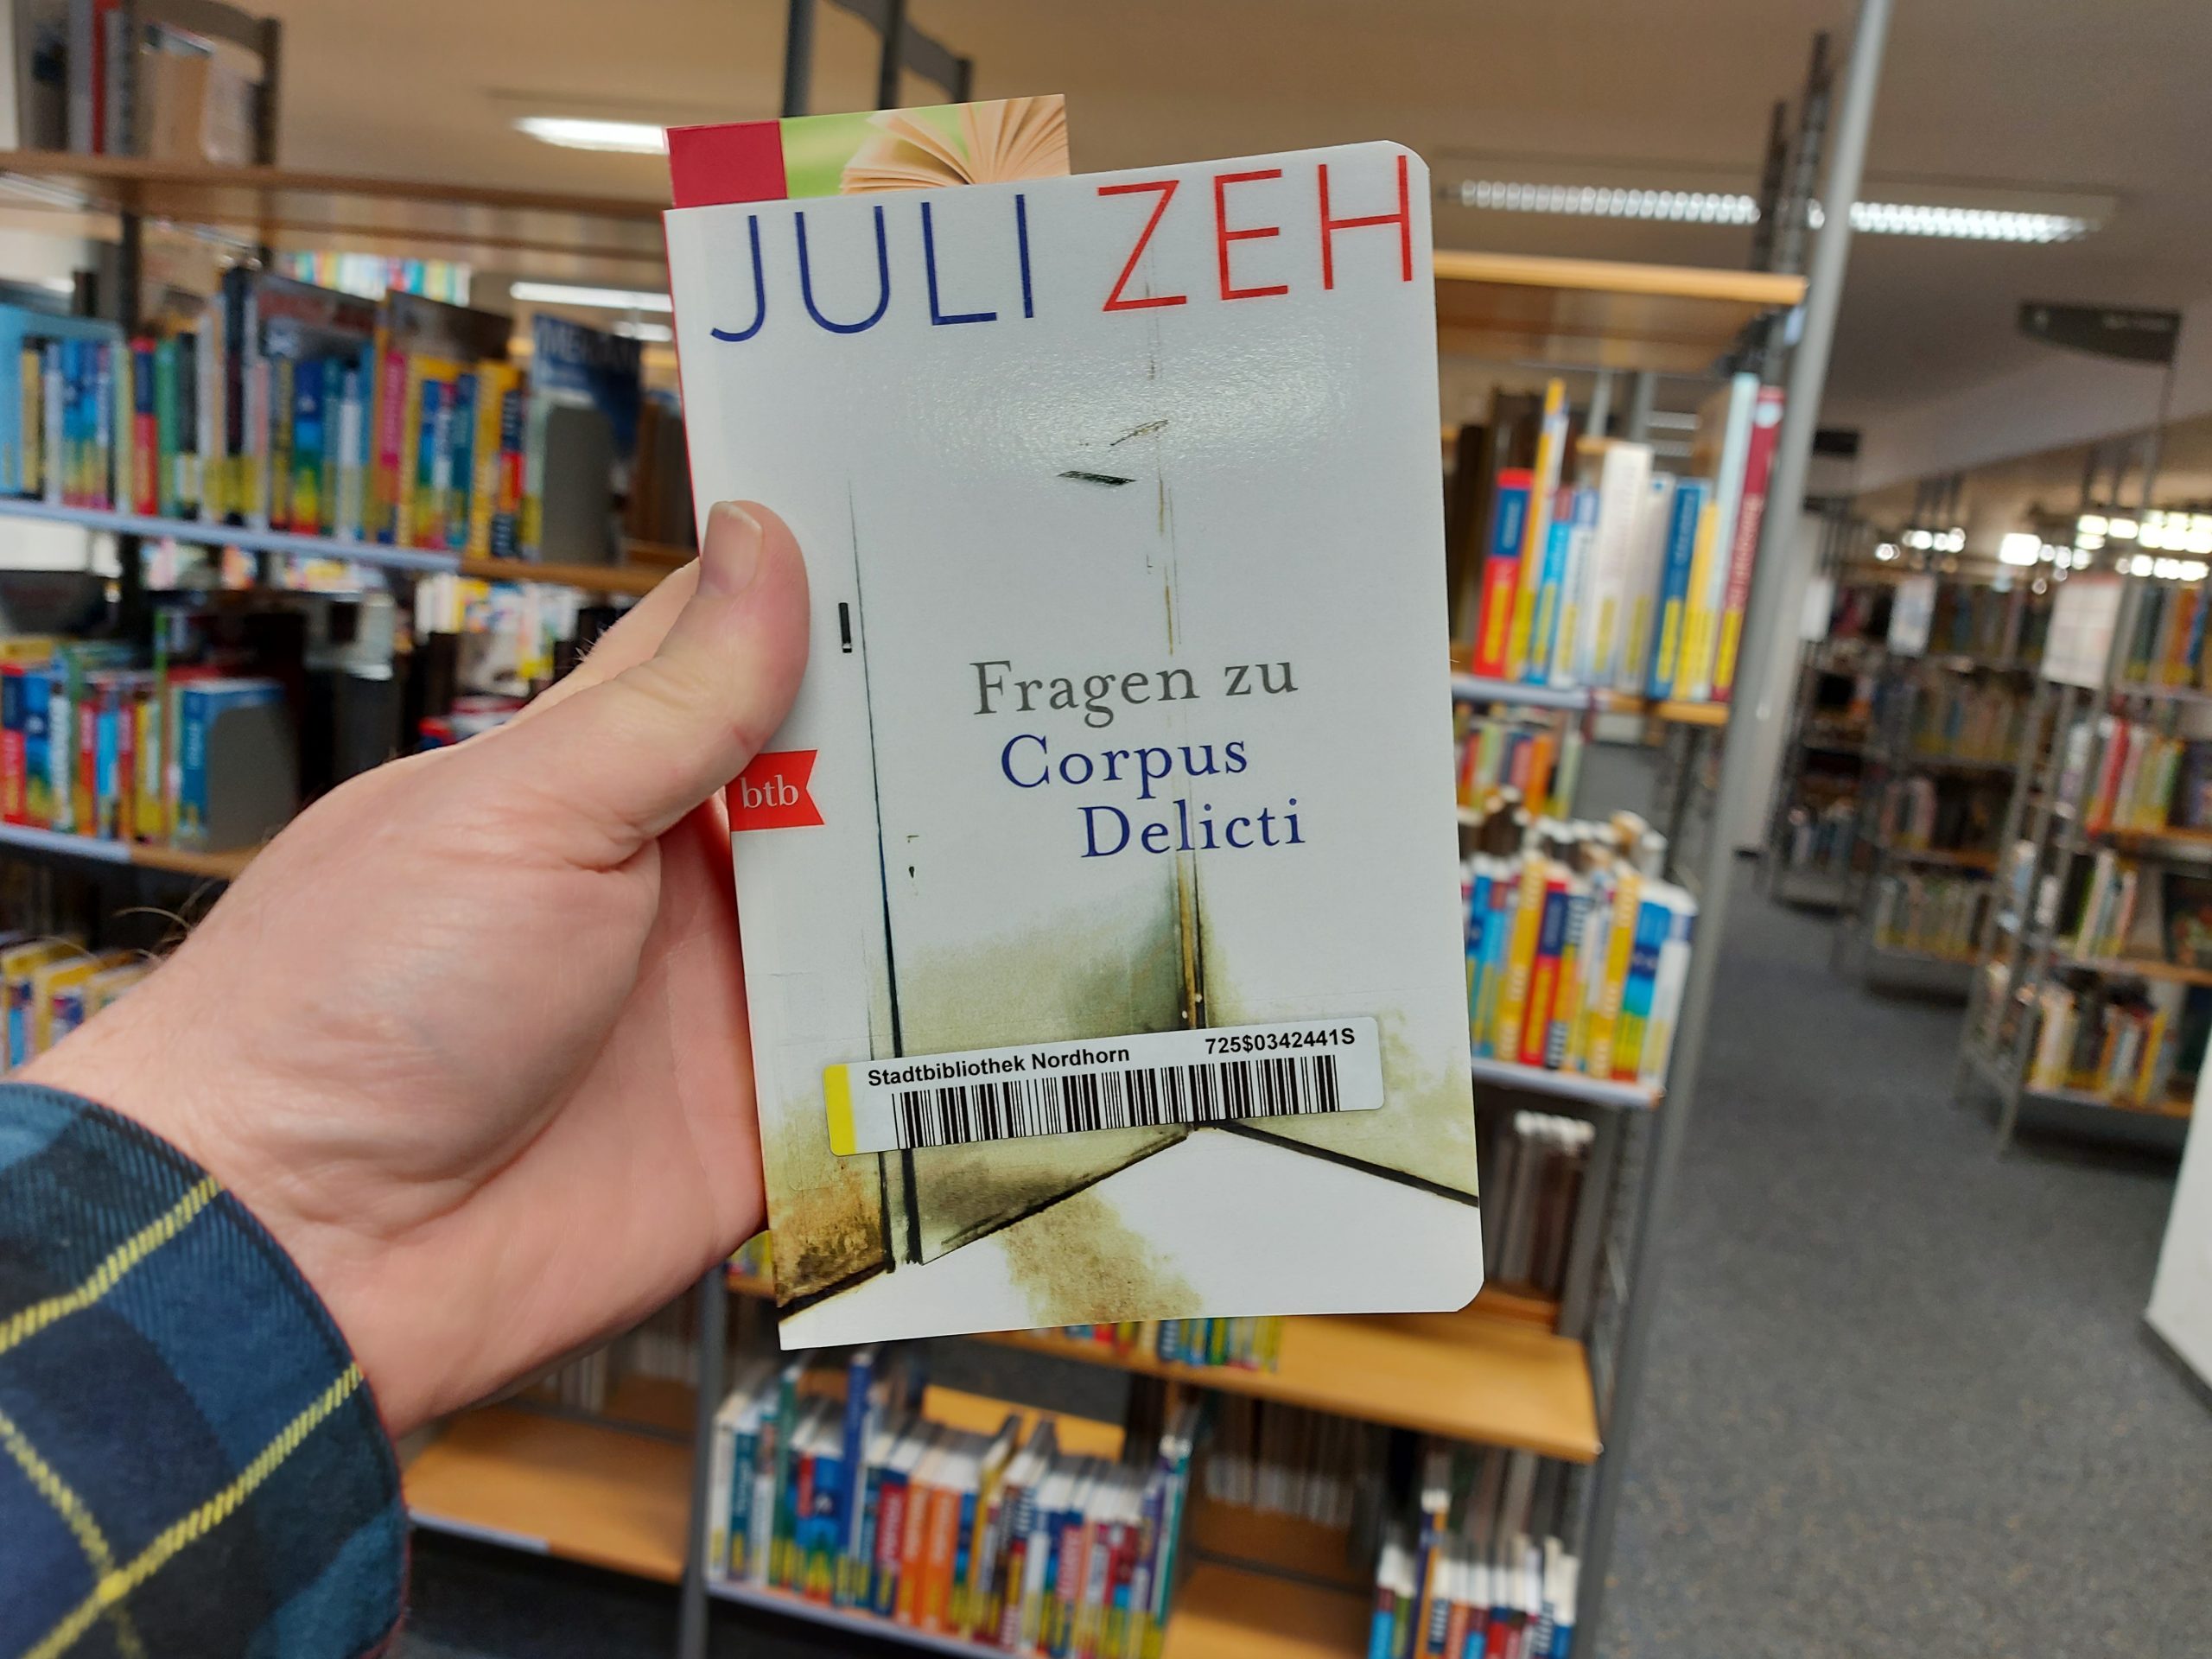 JULI ZEH
Fragen zu
Corpus
Delicti
btb
Stadtbibliothek Nordhorn 725$0342441S